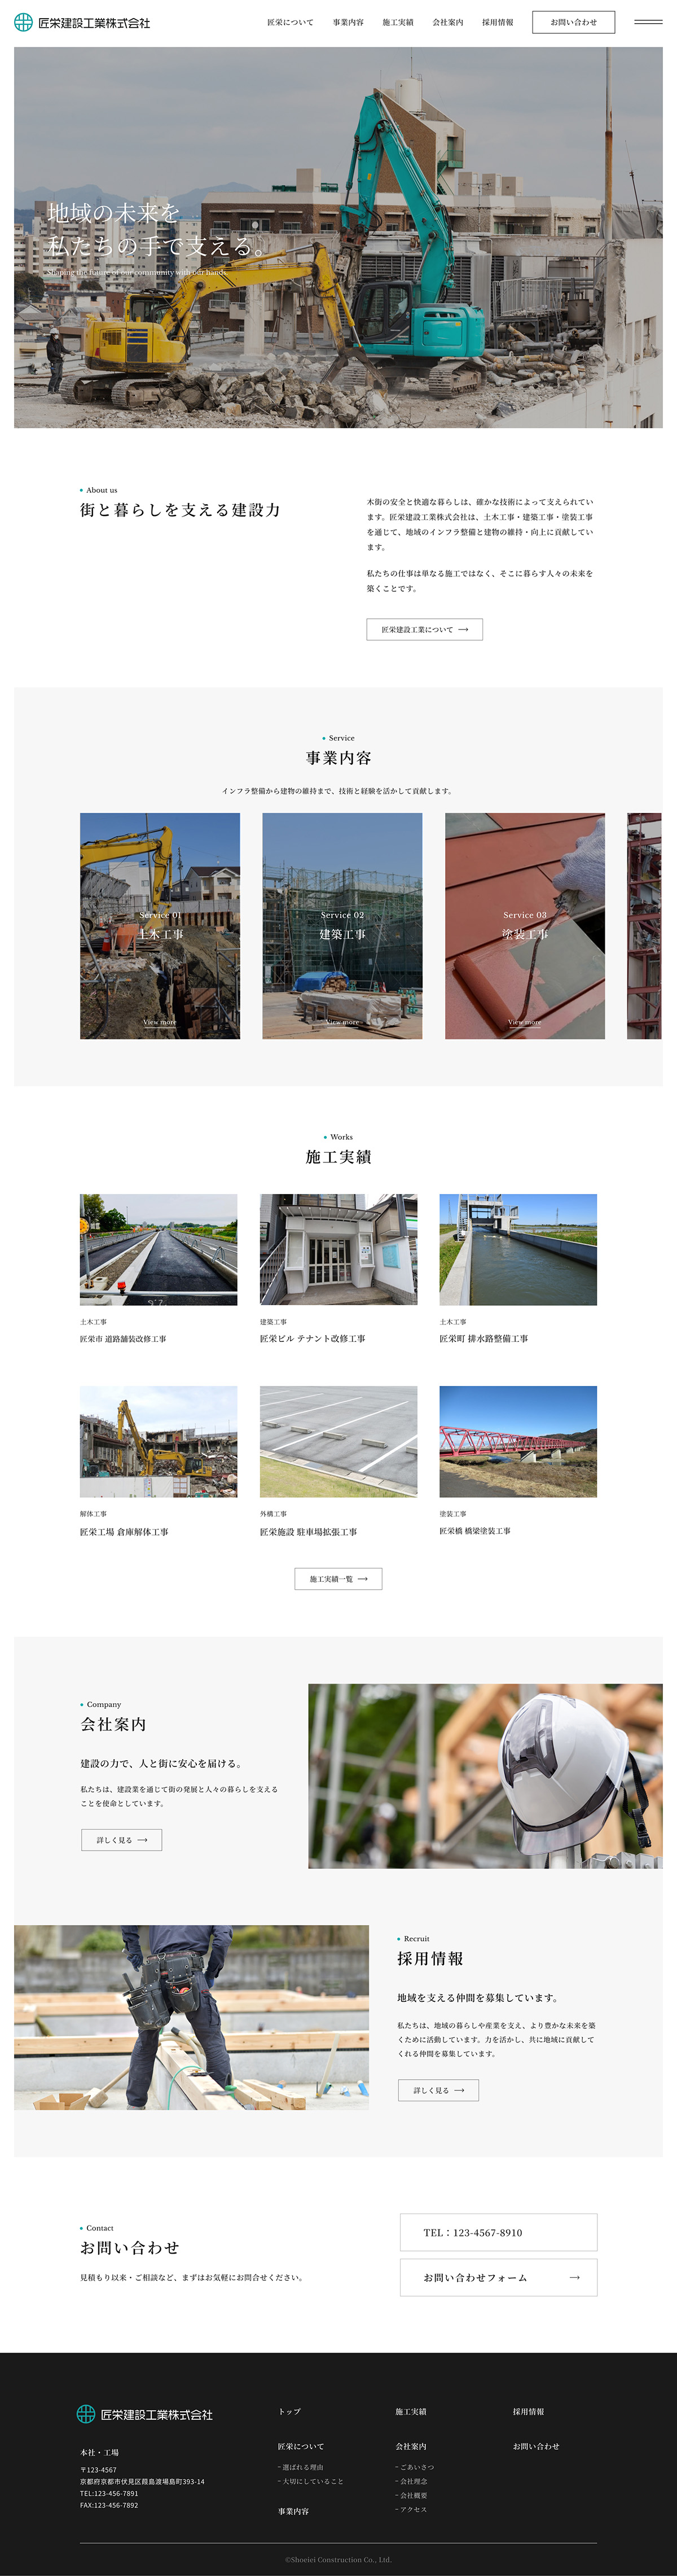 匠栄建設工業株式会社
匠栄について
事業内容
施工実績
会社案内
採用情報
お問い合わせ
地域の未来を
私たちの手で支える。
Shaping the future of our community with our hands.
About us
街と暮らしを支える建設力
木街の安全と快適な暮らしは、確かな技術によって支えられてい
ます。匠栄建設工業株式会社は、土木工事・建築工事・塗装工事
を通じて、地域のインフラ整備と建物の維持・向上に貢献してい
ます。
私たちの仕事は単なる施工ではなく、そこに暮らす人々の未来を
築くことです。
匠栄建設工業について
Service
事業内容
インフラ整備から建物の維持まで、技術と経験を活かして貢献します。
Service 01
土木工事
View more
Service 02
建築工事
View more
Service 03
塗装工事
View more
Works
施工実績
土木工事
匠栄市 道路舗装改修工事
建築工事
匠栄ビル テナント改修工事
土木工事
匠栄町 排水路整備工事
解体工事
匠栄工場 倉庫解体工事
外構工事
匠栄施設 駐車場拡張工事
塗装工事
匠栄橋 橋梁塗装工事
施工実績一覧
Company
会社案内
建設の力で、人と街に安心を届ける。
私たちは、建設業を通じて街の発展と人々の暮らしを支える
ことを使命としています。
詳しく見る
Recruit
採用情報
地域を支える仲間を募集しています。
私たちは、地域の暮らしや産業を支え、より豊かな未来を築
くために活動しています。力を活かし、共に地域に貢献して
くれる仲間を募集しています。
詳しく見る
Contact
お問い合わせ
見積もり以来・ご相談など、まずはお気軽にお問合せください。
TEL：123-4567-8910
お問い合わせフォーム
匠栄建設工業株式会社
本社・工場
〒123-4567
京都府京都市伏見区葭島渡場島町393-14
TEL:123-456-7891
FAX:123-456-7892
トップ
匠栄について
– 選ばれる理由
– 大切にしていること
事業内容
施工実績
会社案内
– ごあいさつ
– 会社理念
– 会社概要
– アクセス
採用情報
お問い合わせ
©Shoeiei Construction Co., Ltd.